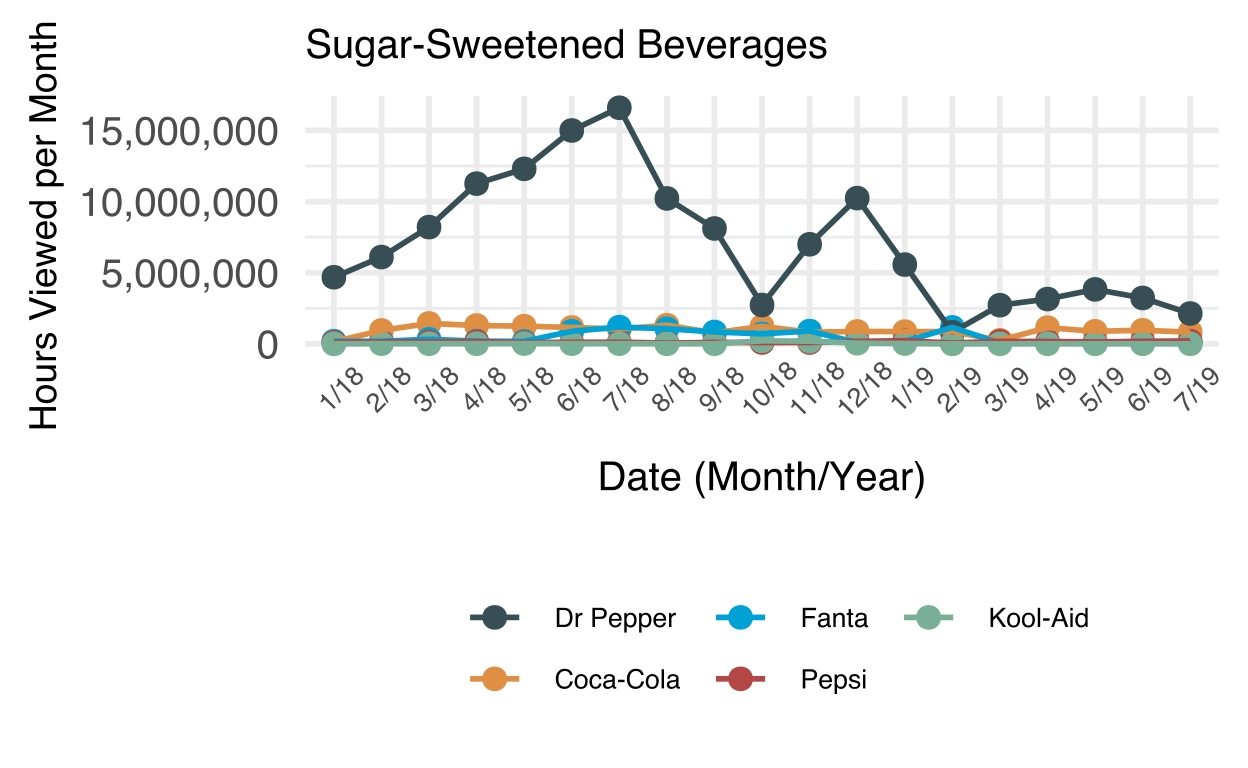 Sugar-Sweetened Beverages
Hours Viewed per Month
15,000,000
10,000,000
5,000,000
0
1/18 2/18 3/18 4/18 5/18 6/18 7/18 8/18 9/18 10/18 11/18 12/18 1/19 2/19 3/19 4/19 5/19 6/19 7/19
Date (Month/Year)
Dr Pepper Fanta Kool-Aid
Coca-Cola Pepsi